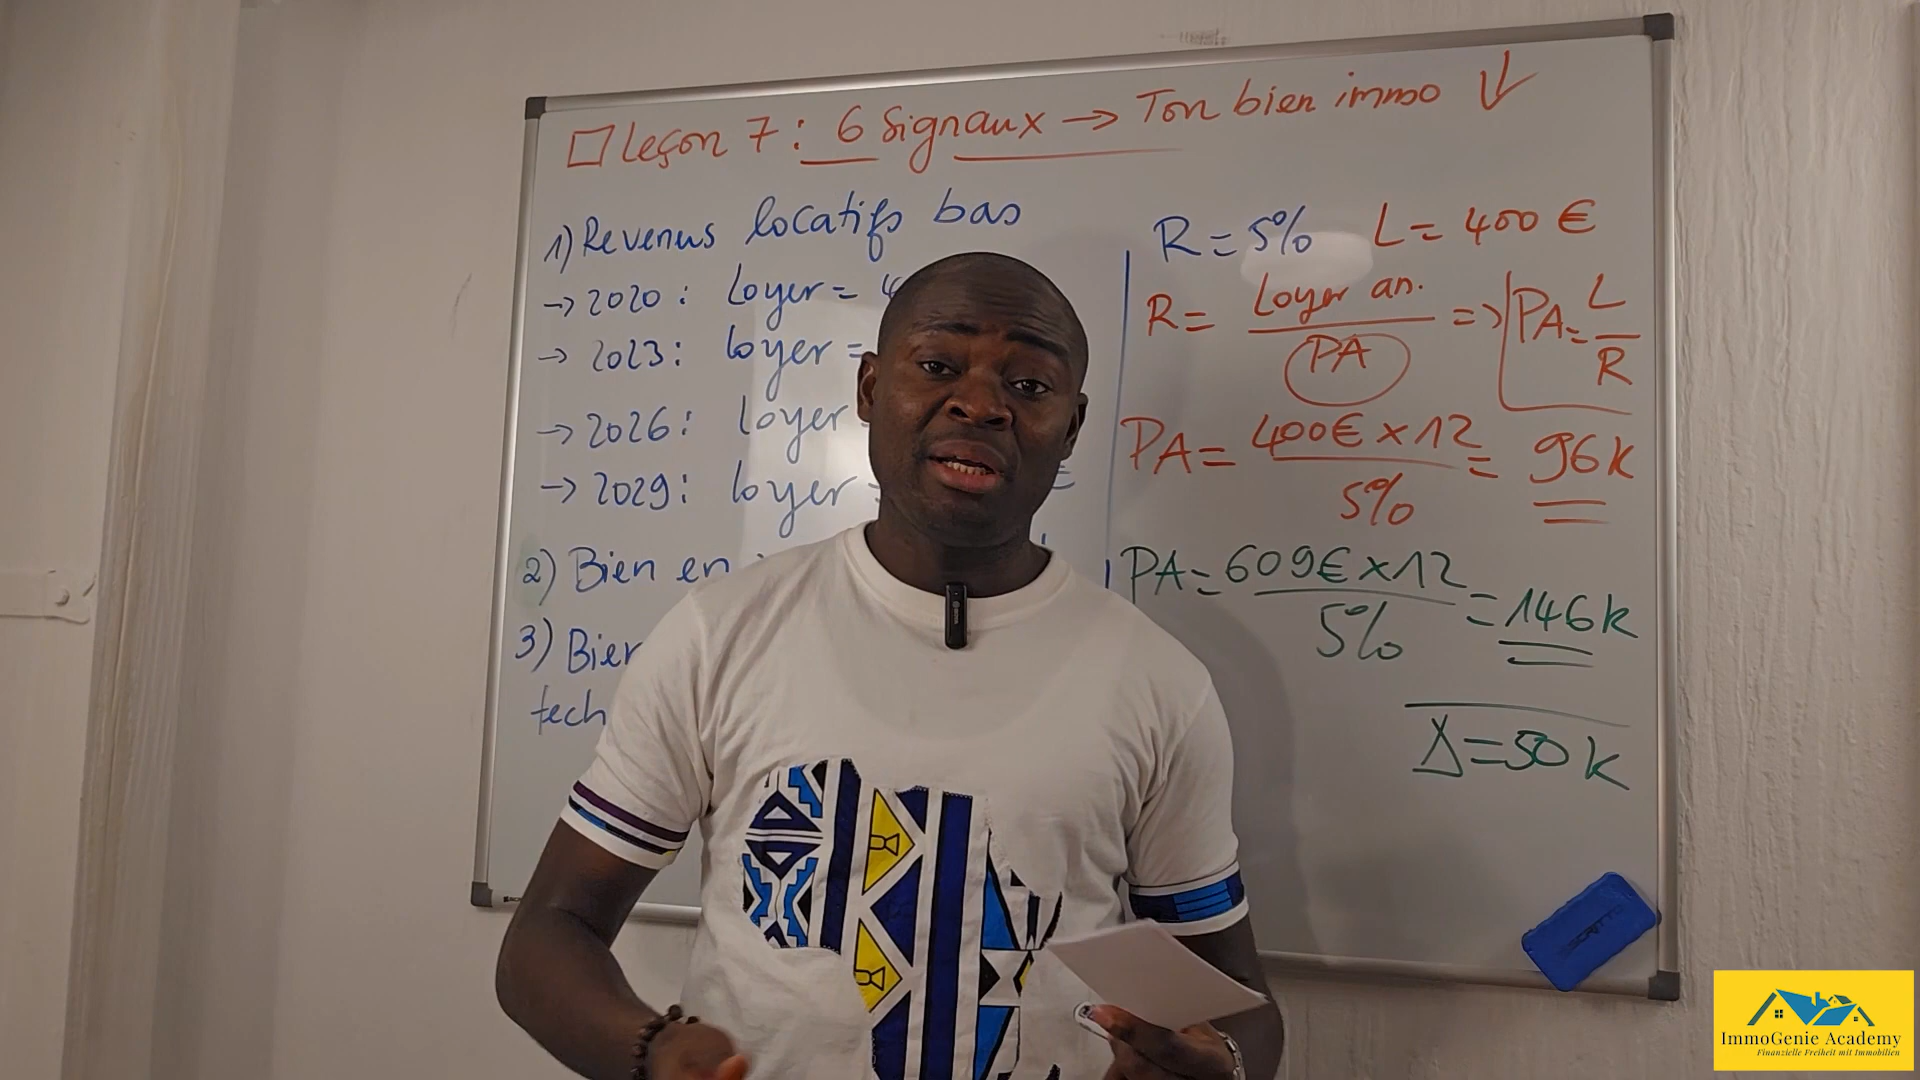 Leçon 7 : 6 Signaux → Ton bien immo ↓
1) Revenus locatifs bas
→ 2020 : Loyer = 4
→ 2023 : loyer =
→ 2026 : loyer
→ 2029 : loyer =
2) Bien en
3) Bien
tech
R = 5% L = 400 €
R = Loyer an. / PA => PA = L / R
PA = 400€ x 12 / 5% = 96k
PA = 609€ x 12 / 5% = 146k
Δ = 50k
ImmoGenie Academy
Finanzielle Freiheit mit Immobilien